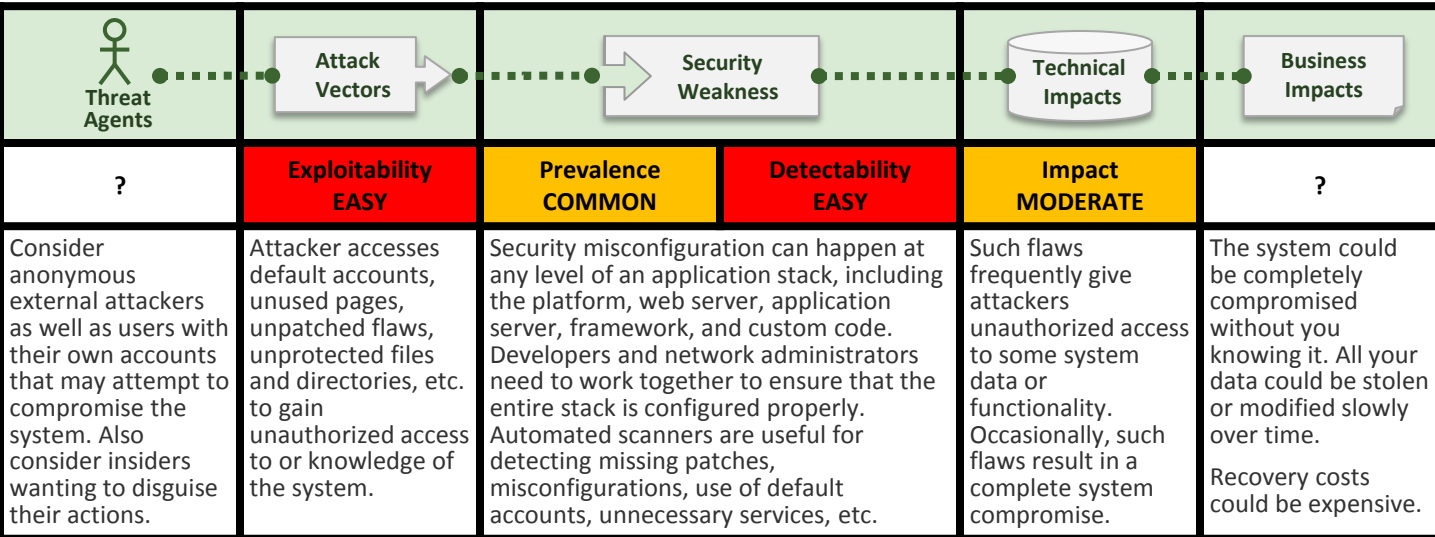 Threat
Agents
Attack
Vectors
Security
Weakness
Technical
Impacts
Business
Impacts
?
Exploitability
EASY
Prevalence
COMMON
Detectability
EASY
Impact
MODERATE
?
Consider
anonymous
external attackers
as well as users with
their own accounts
that may attempt to
compromise the
system. Also
consider insiders
wanting to disguise
their actions.
Attacker accesses
default accounts,
unused pages,
unpatched flaws,
unprotected files
and directories, etc.
to gain
unauthorized access
to or knowledge of
the system.
Security misconfiguration can happen at
any level of an application stack, including
the platform, web server, application
server, framework, and custom code.
Developers and network administrators
need to work together to ensure that the
entire stack is configured properly.
Automated scanners are useful for
detecting missing patches,
misconfigurations, use of default
accounts, unnecessary services, etc.
Such flaws
frequently give
attackers
unauthorized access
to some system
data or
functionality.
Occasionally, such
flaws result in a
complete system
compromise.
The system could
be completely
compromised
without you
knowing it. All your
data could be stolen
or modified slowly
over time.
Recovery costs
could be expensive.